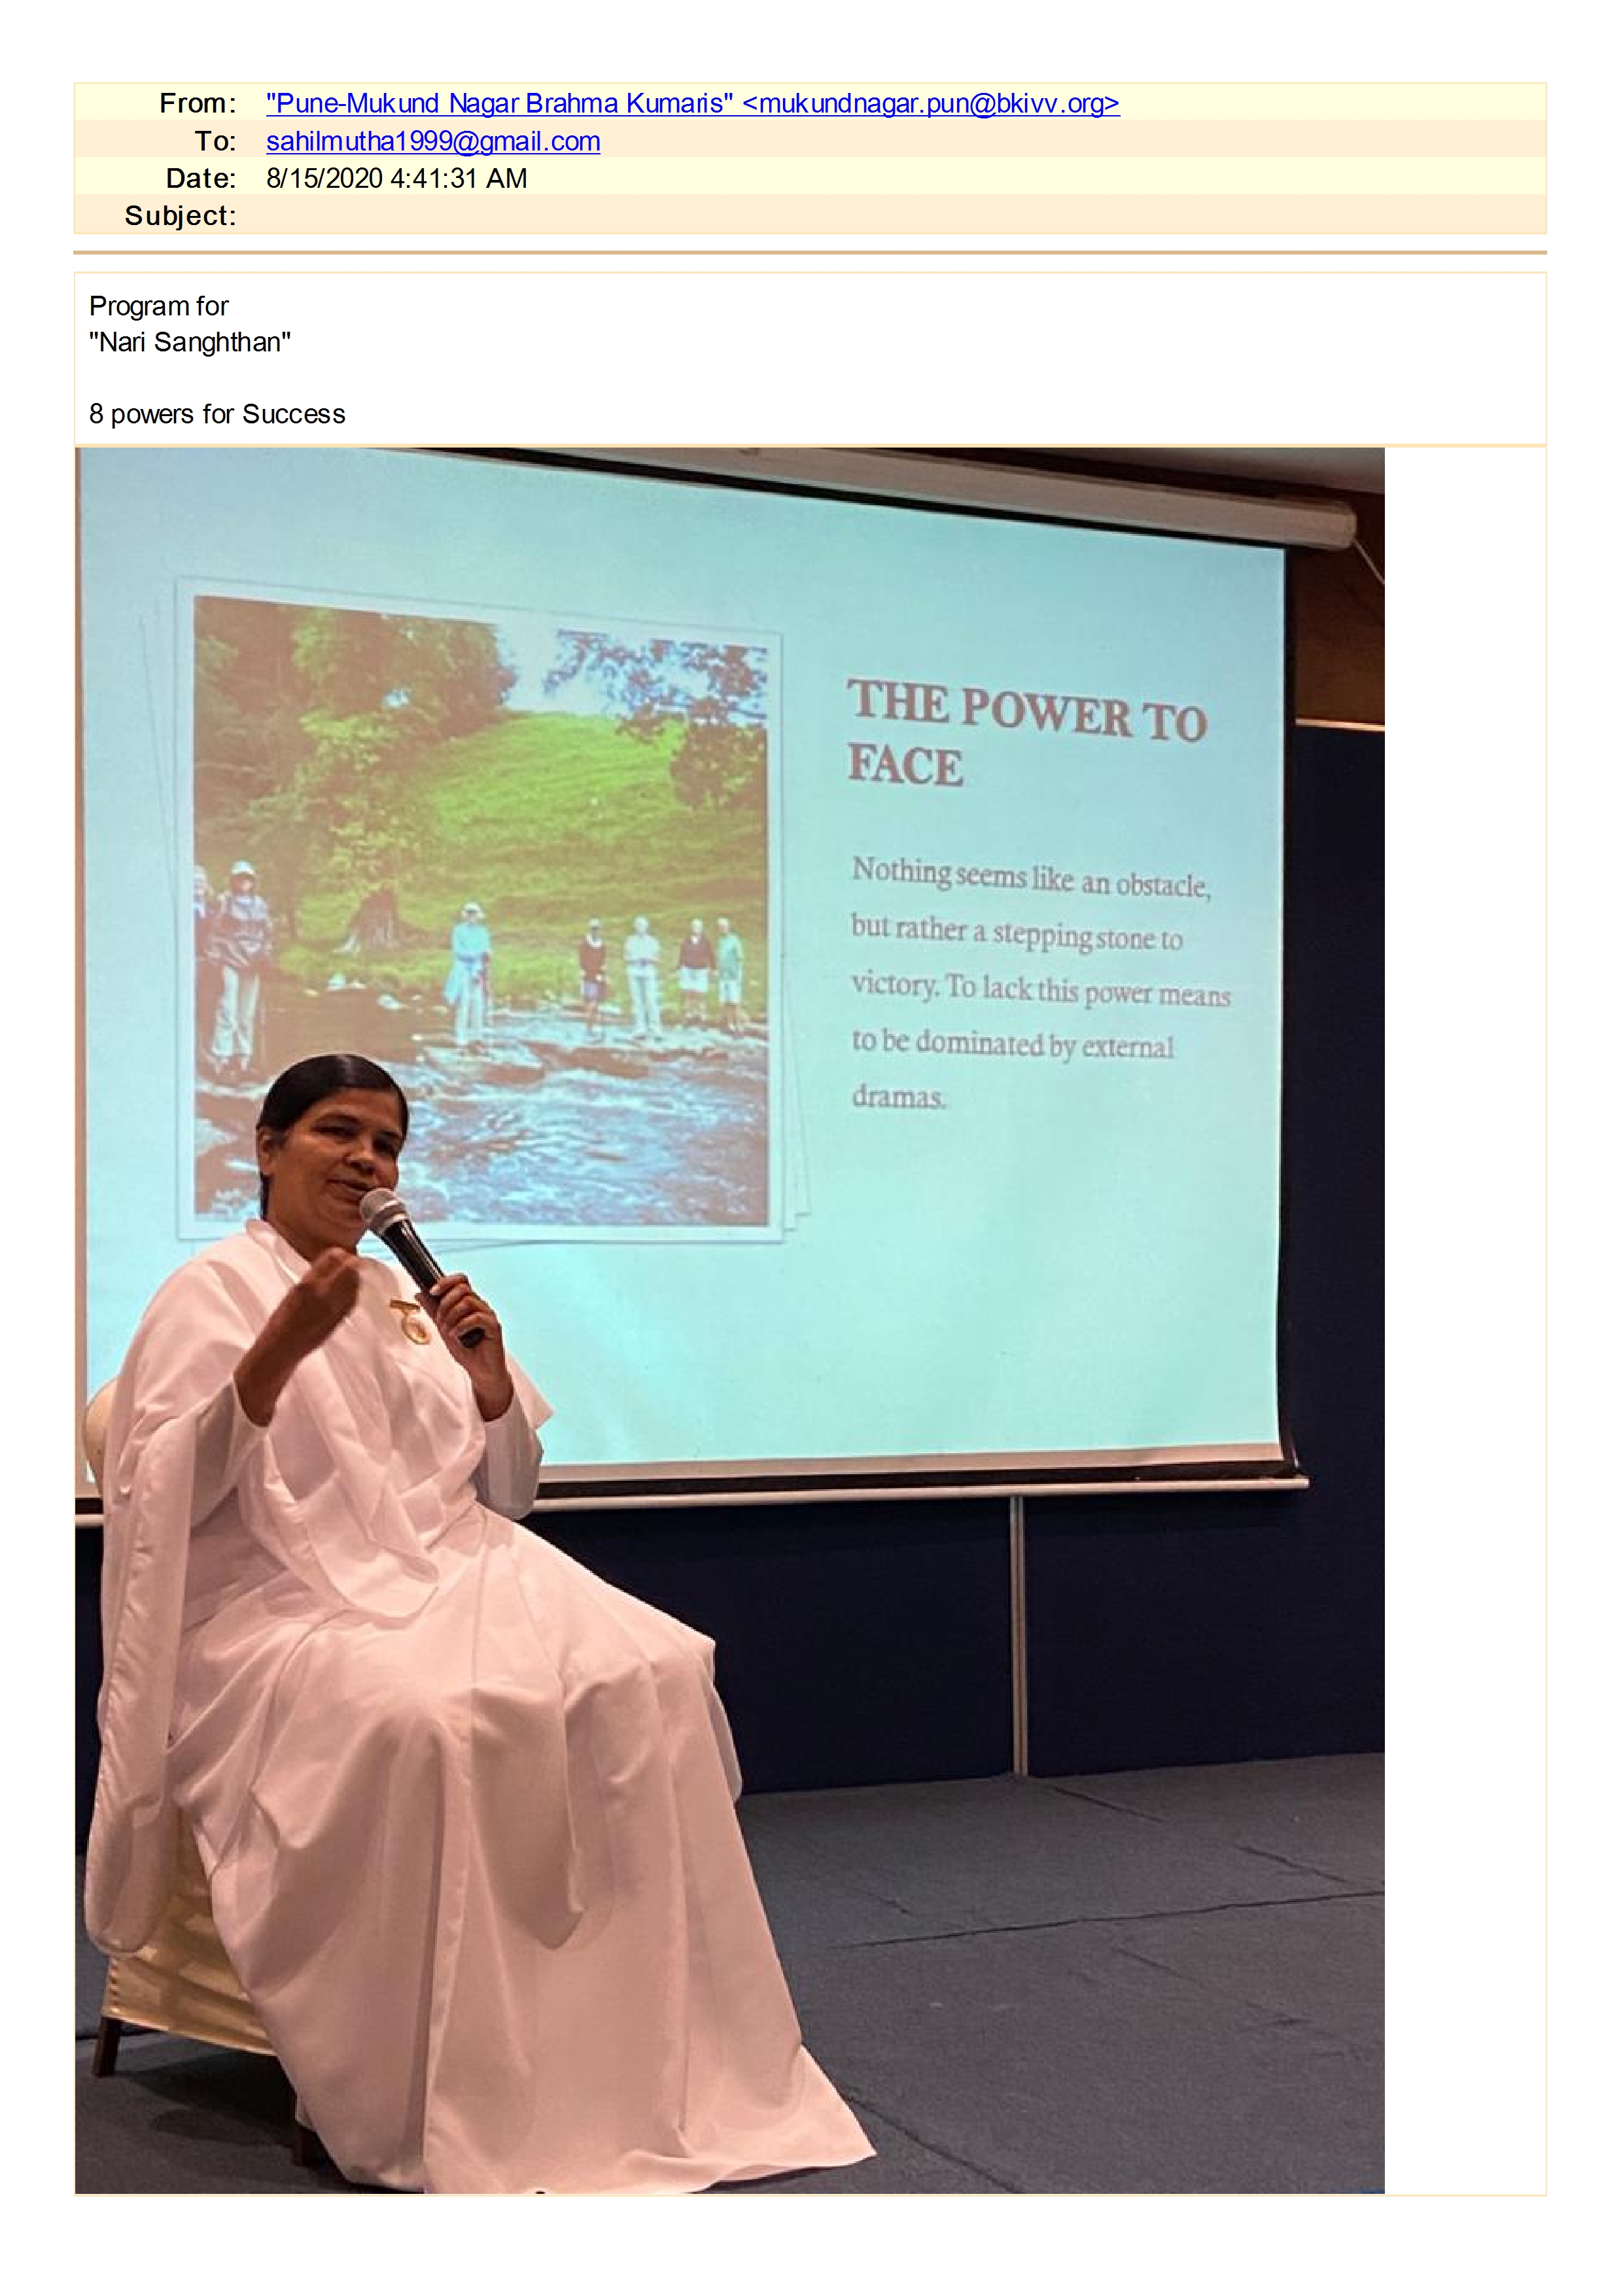 From: "Pune-Mukund Nagar Brahma Kumaris" <mukundnagar.pun@bkivv.org>
To: sahilmutha1999@gmail.com
Date: 8/15/2020 4:41:31 AM
Subject:
Program for
"Nari Sanghthan"
8 powers for Success
THE POWER TO
FACE
Nothing seems like an obstacle,
but rather a stepping stone to
victory. To lack this power means
to be dominated by external
dramas.